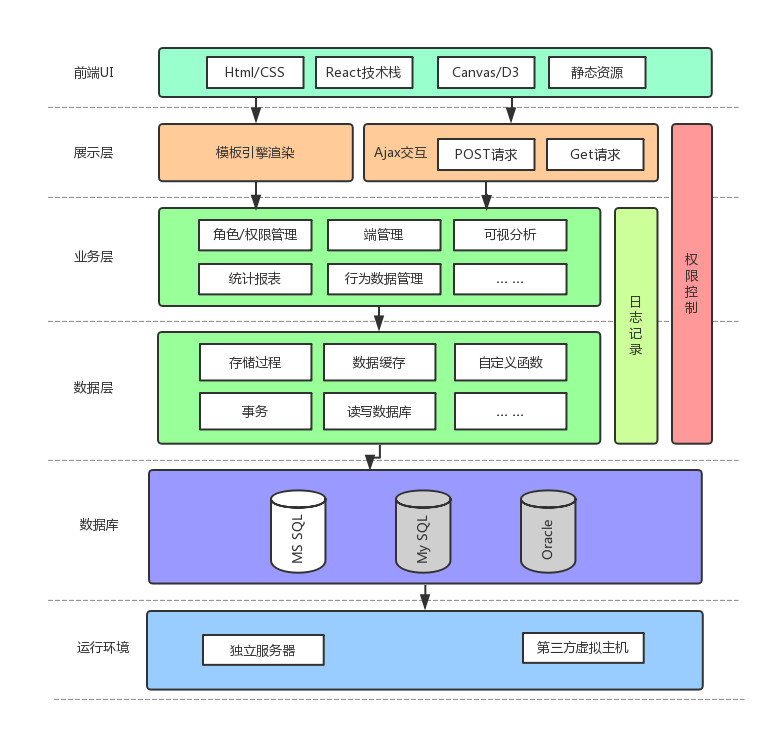 前端UI
Html/CSS
React技术栈
Canvas/D3
静态资源
展示层
模板引擎渲染
Ajax交互
POST请求
Get请求
业务层
角色/权限管理
端管理
可视分析
统计报表
行为数据管理
... ...
日志记录
权限控制
数据层
存储过程
数据缓存
自定义函数
事务
读写数据库
... ...
数据库
MS SQL
My SQL
Oracle
运行环境
独立服务器
第三方虚拟主机